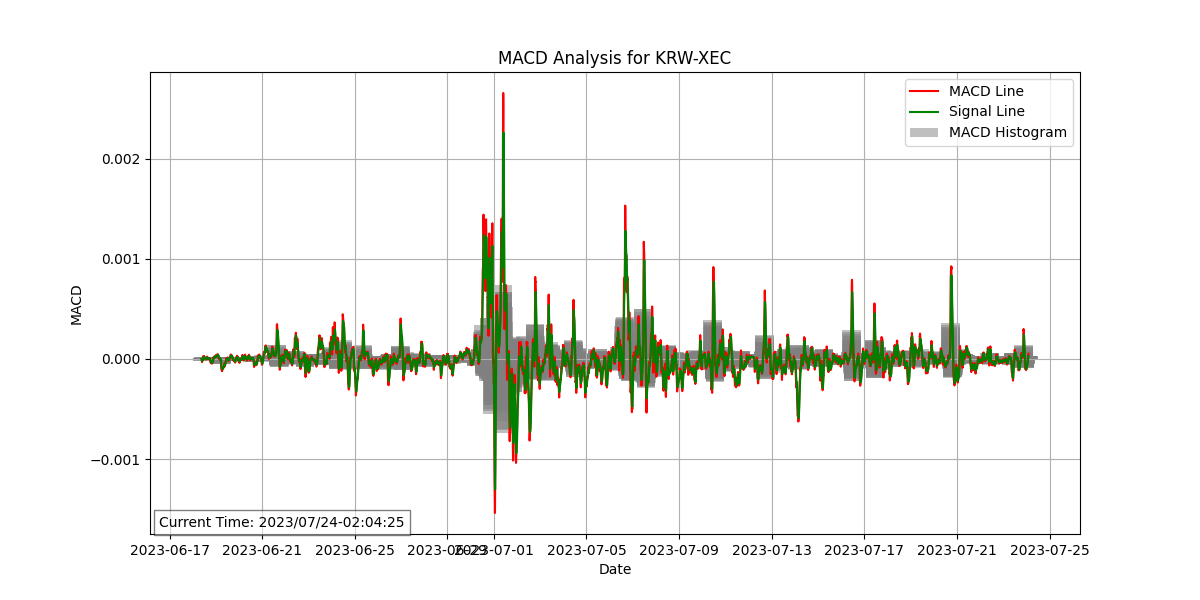 MACD Analysis for KRW-XEC
MACD Line
Signal Line
MACD Histogram
0.002
0.001
0.000
−0.001
MACD
Current Time: 2023/07/24-02:04:25
2023-06-17 2023-06-21 2023-06-25 2023-06-29 2023-07-01 2023-07-05 2023-07-09 2023-07-13 2023-07-17 2023-07-21 2023-07-25
Date